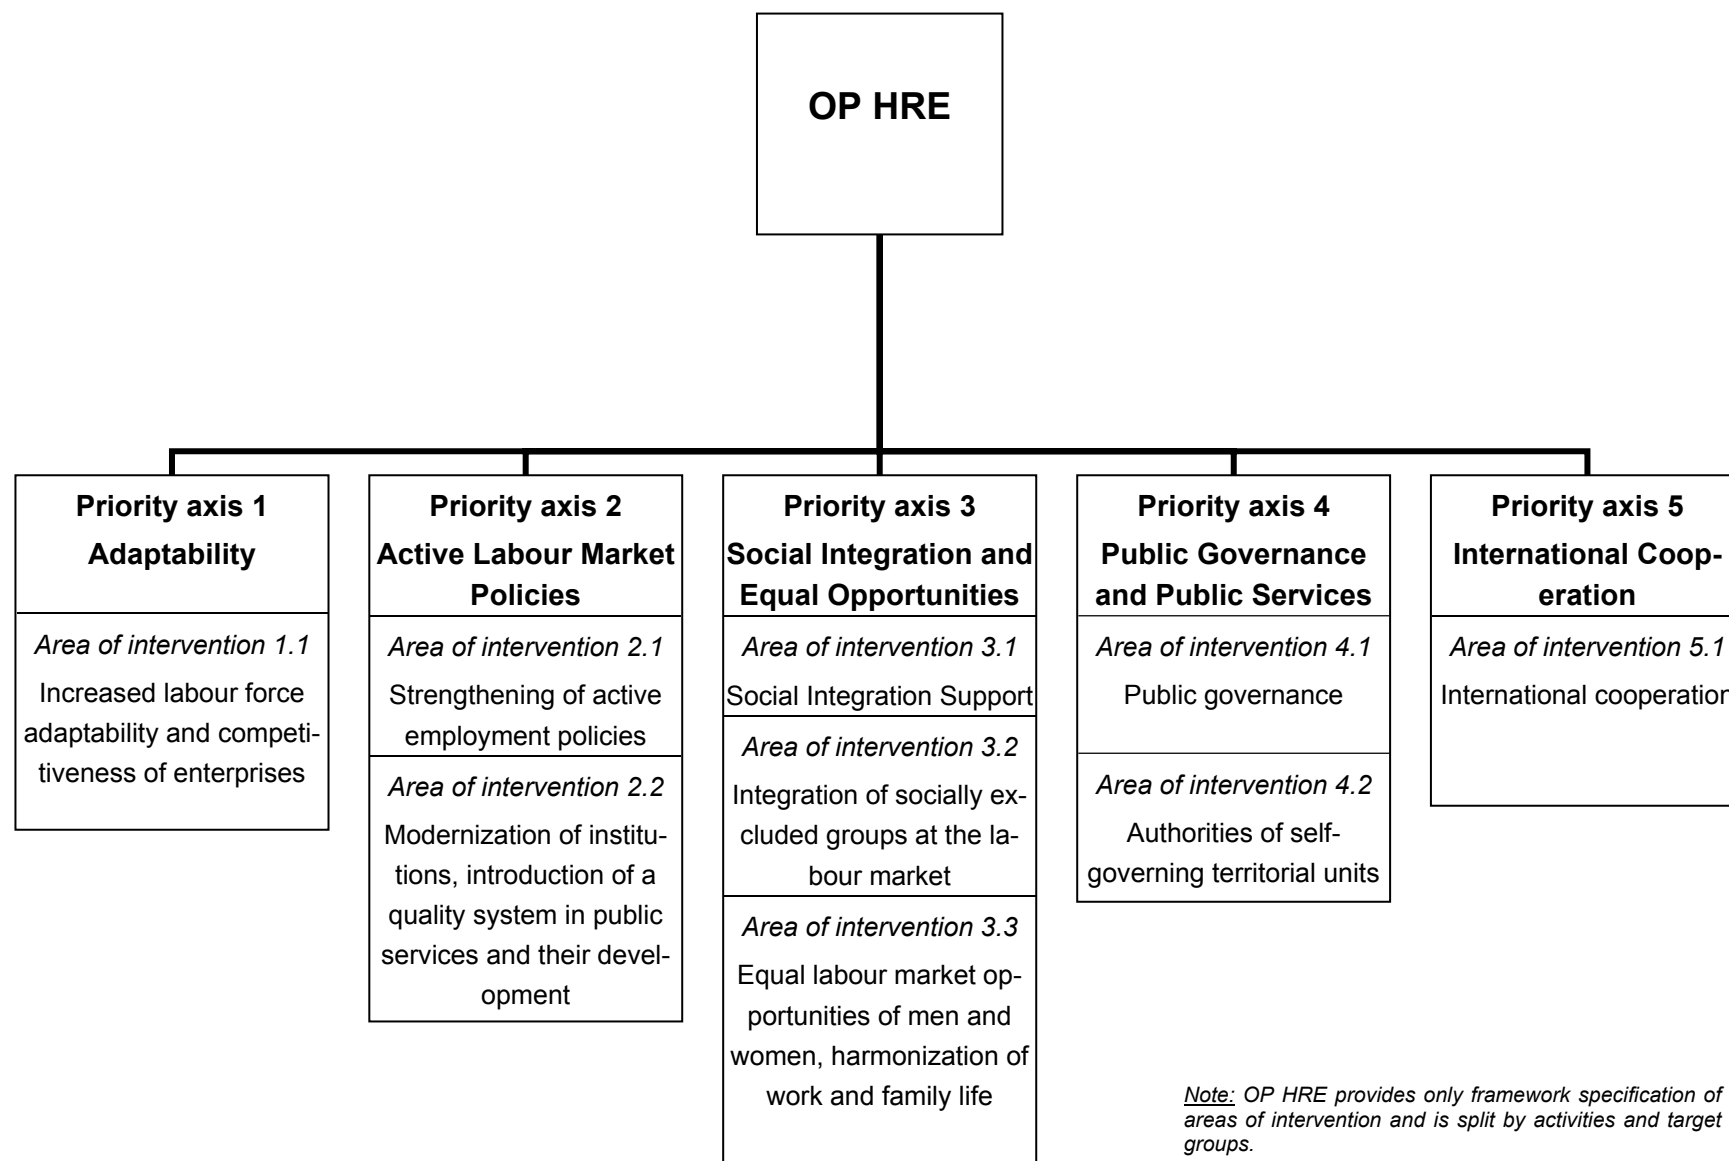 OP HRE
Priority axis 1
Adaptability
Area of intervention 1.1
Increased labour force
adaptability and competi-
tiveness of enterprises
Priority axis 2
Active Labour Market
Policies
Area of intervention 2.1
Strengthening of active
employment policies
Area of intervention 2.2
Modernization of institu-
tions, introduction of a
quality system in public
services and their devel-
opment
Priority axis 3
Social Integration and
Equal Opportunities
Area of intervention 3.1
Social Integration Support
Area of intervention 3.2
Integration of socially ex-
cluded groups at the la-
bour market
Area of intervention 3.3
Equal labour market op-
portunities of men and
women, harmonization of
work and family life
Priority axis 4
Public Governance
and Public Services
Area of intervention 4.1
Public governance
Area of intervention 4.2
Authorities of self-
governing territorial units
Priority axis 5
International Coop-
eration
Area of intervention 5.1
International cooperation
Note: OP HRE provides only framework specification of
areas of intervention and is split by activities and target
groups.